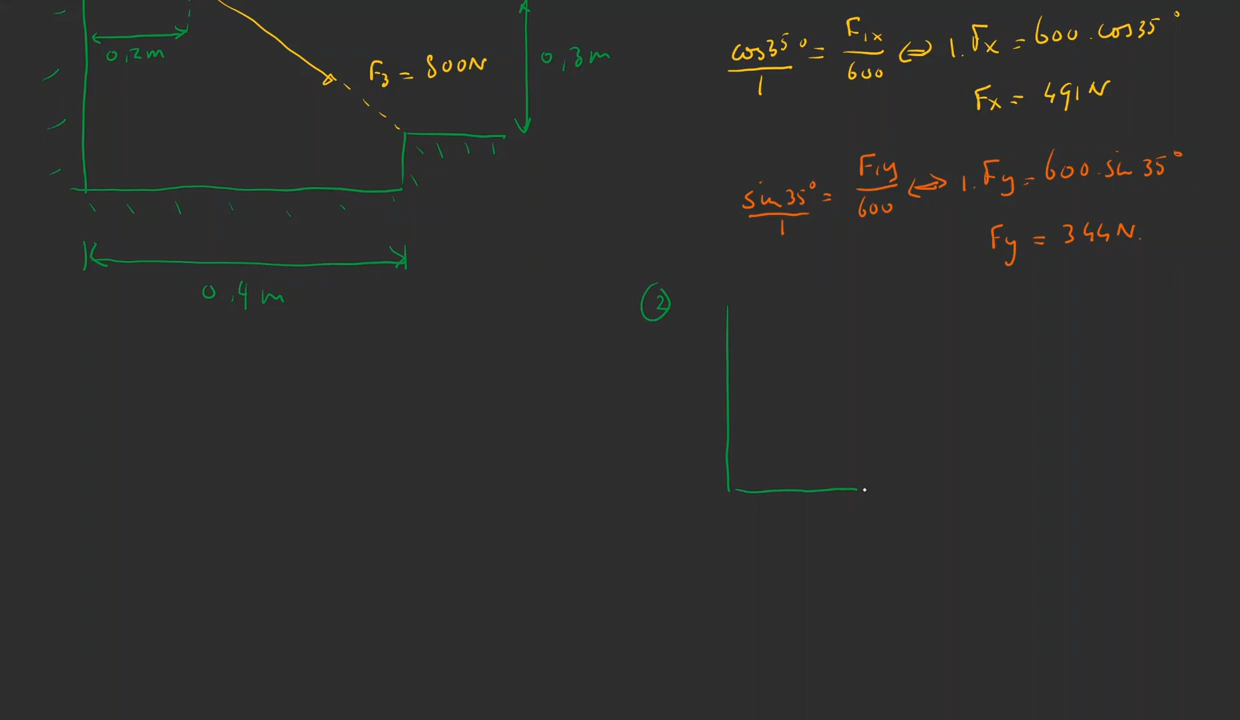 0,2m
F₃ = 800N
0,3m
0,4m
cos35°/1 = F₁ₓ/600 ⇔ 1.Fx = 600.cos35°
Fx = 491N
sin35°/1 = F₁y/600 ⇔ 1.Fy = 600.sin35°
Fy = 344N.
②